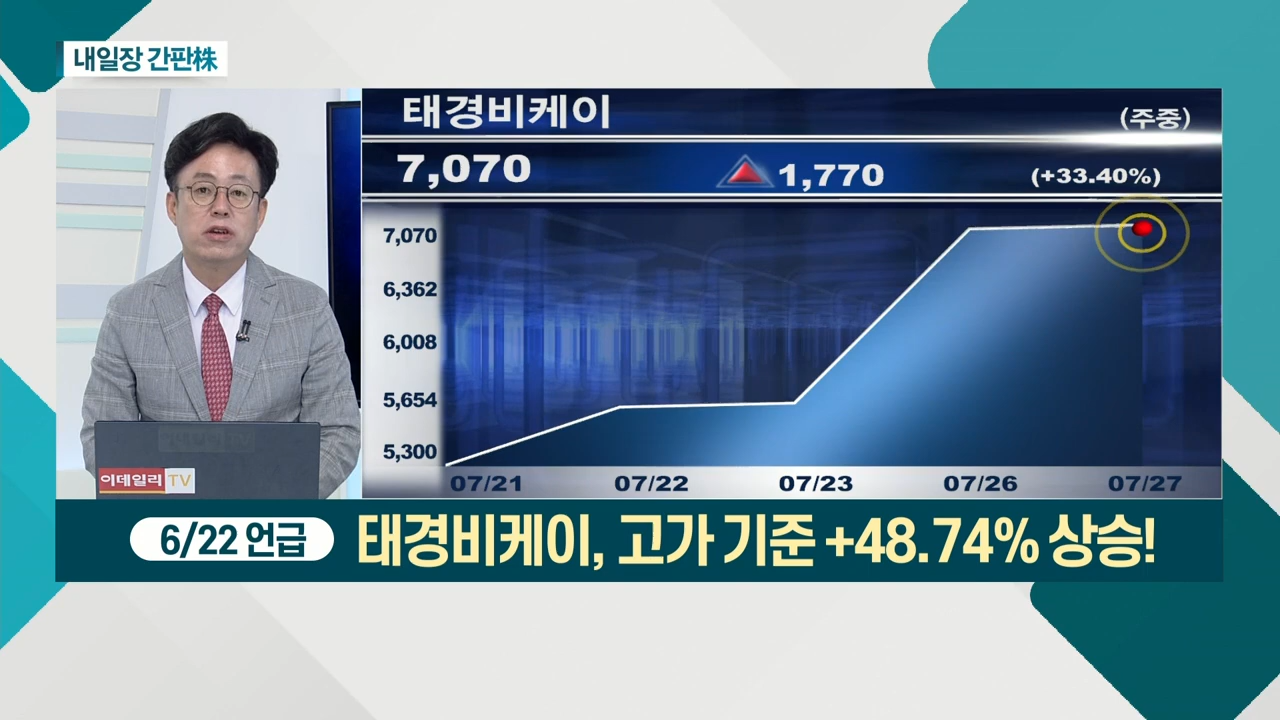 내일장 간판株
태경비케이
(주중)
7,070 1,770 (+33.40%)
7,070
6,362
6,008
5,654
5,300
07/21 07/22 07/23 07/26 07/27
이데일리 TV
6/22 언급 태경비케이, 고가 기준 +48.74% 상승!